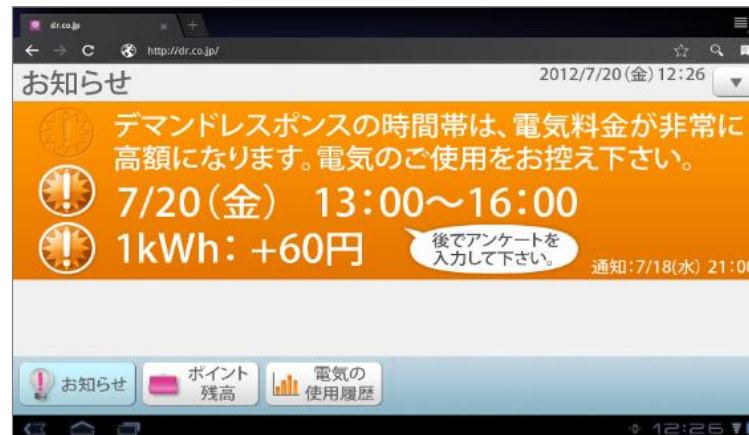 dr.co.jp
http://dr.co.jp/
お知らせ
2012/7/20(金)12:26
デマンドレスポンスの時間帯は、電気料金が非常に
高額になります。電気のご使用をお控え下さい。
7/20(金) 13:00〜16:00
1kWh: +60円
後でアンケートを
入力して下さい。
通知:7/18(水) 21:00
お知らせ
ポイント
残高
電気の
使用履歴
12:26